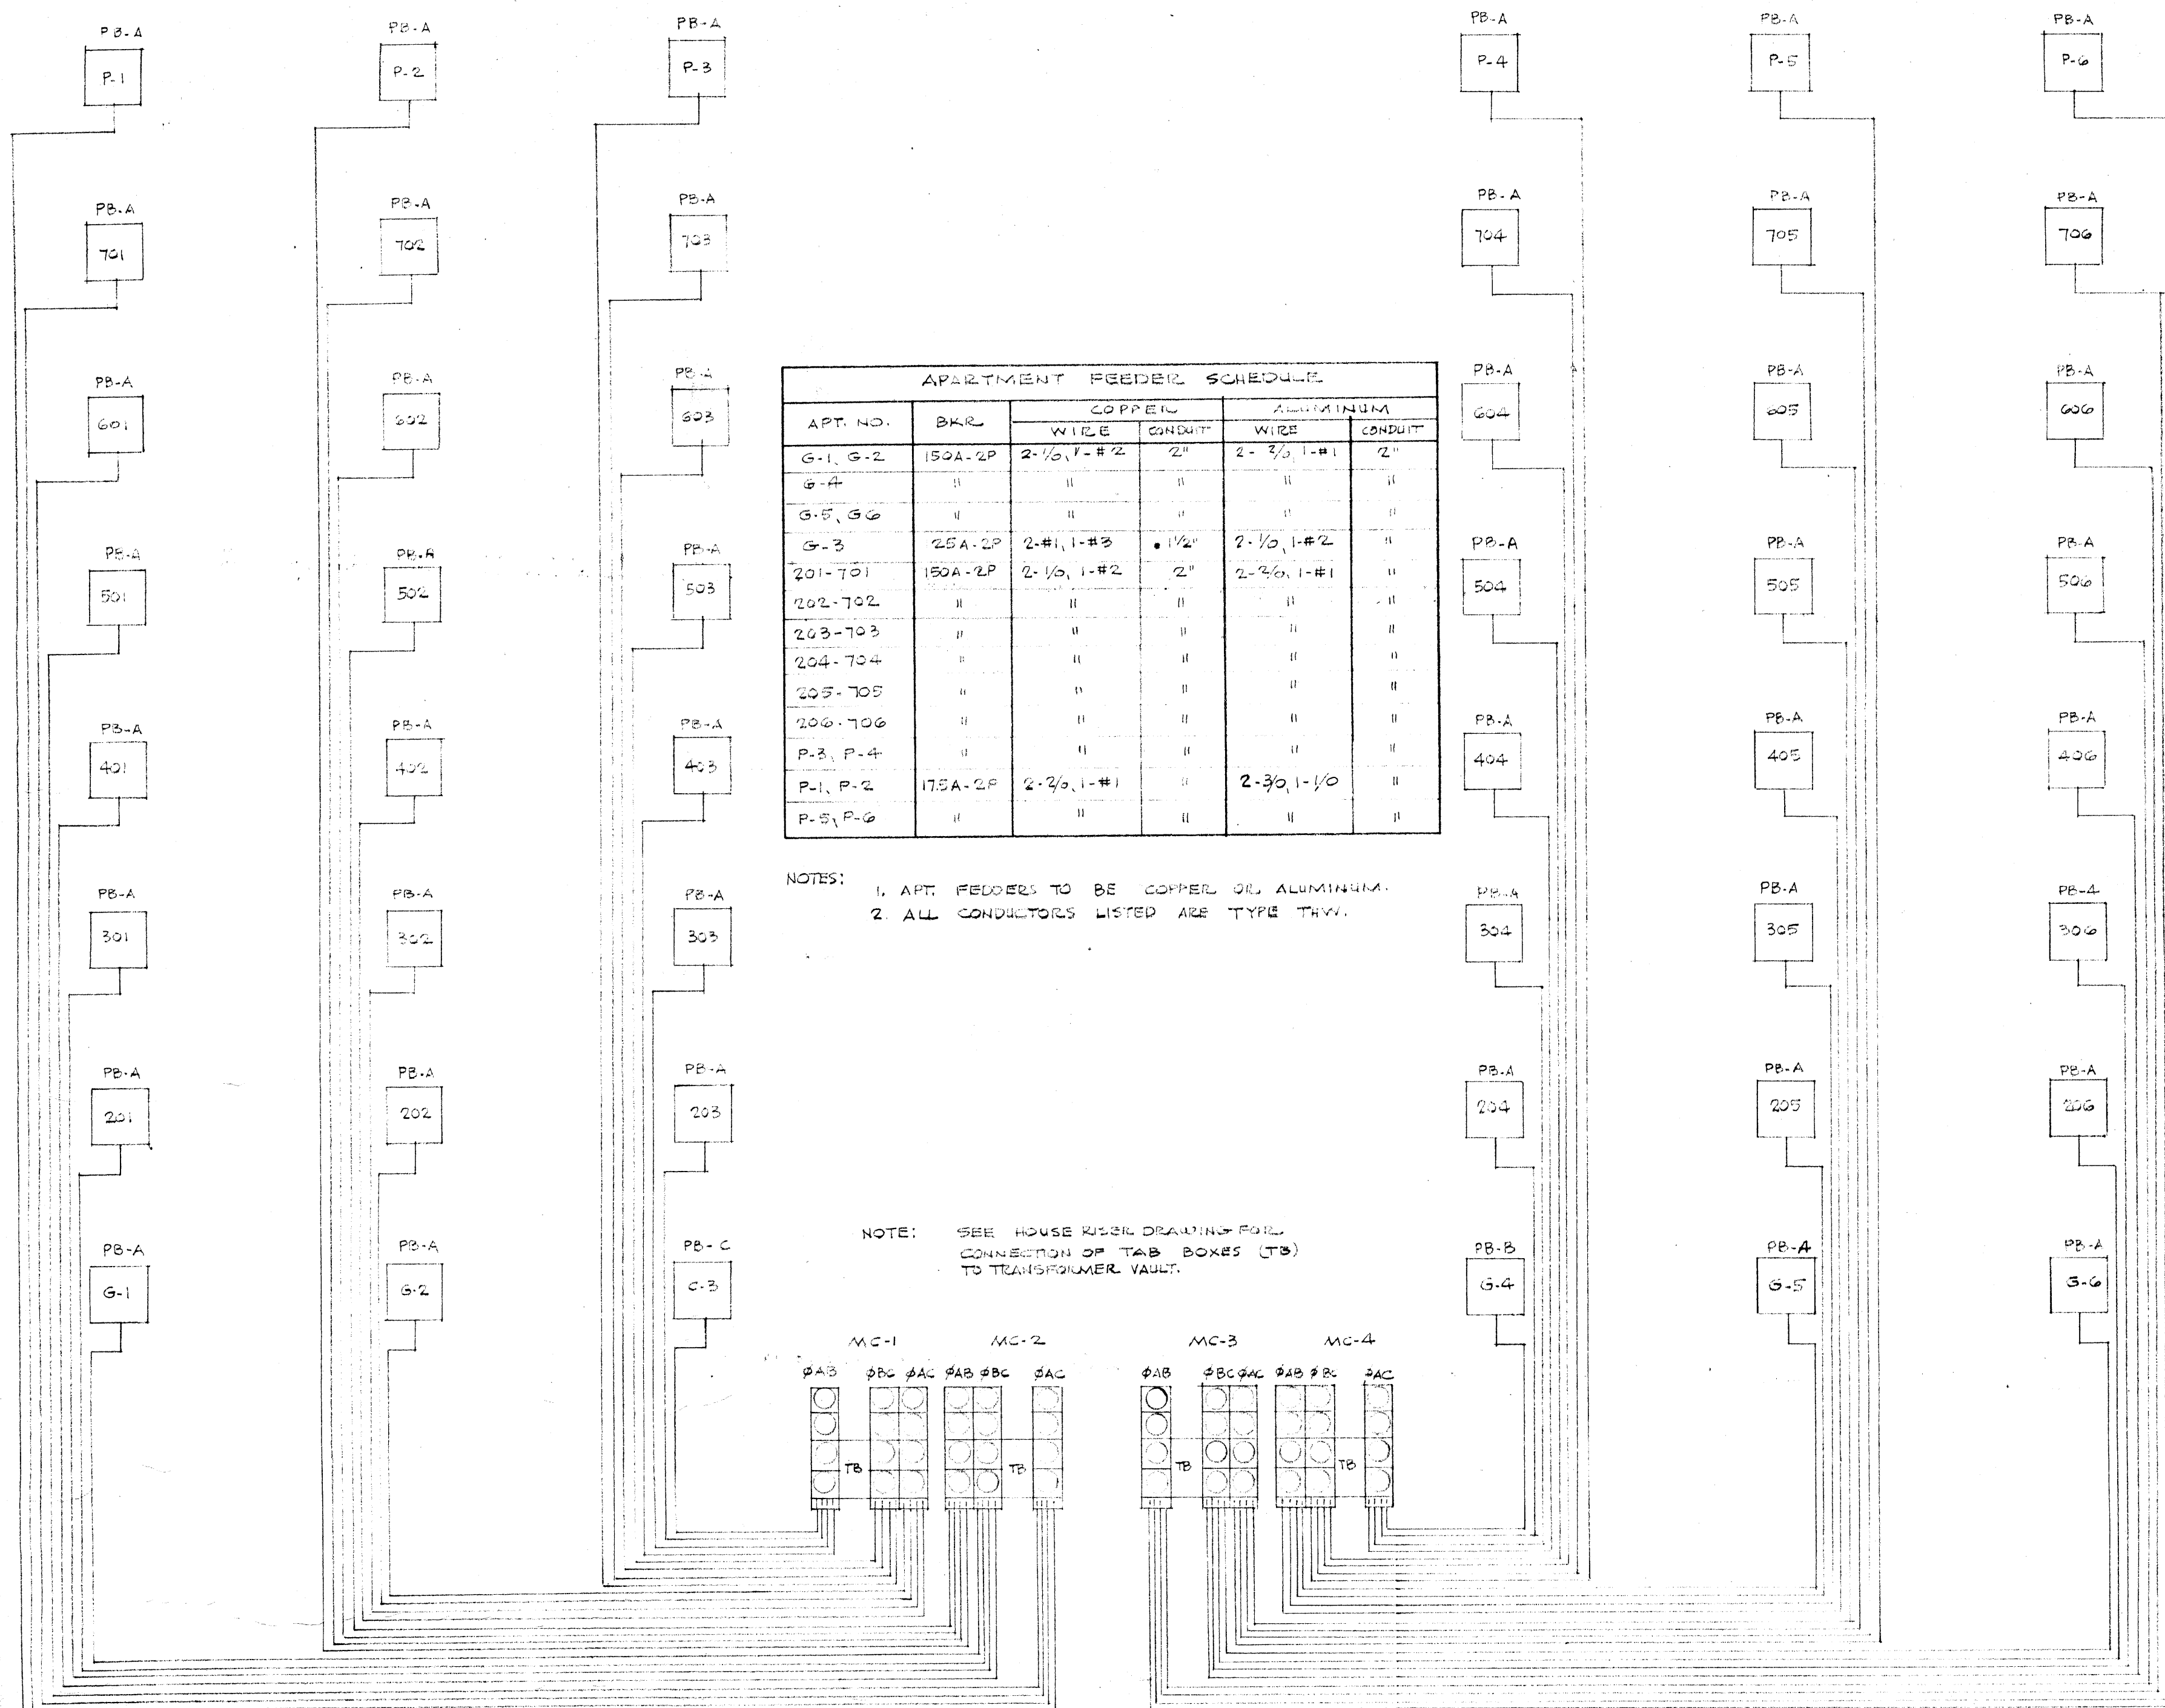 PB-A PB-A PB-A PB-A PB-A PB-A
P-1 P-2 P-3 P-4 P-5 P-6
PB-A PB-A PB-A PB-A PB-A PB-A
701 702 703 704 705 706
PB-A PB-A PB-A PB-A PB-A PB-A
601 602 603 604 605 606
APARTMENT FEEDER SCHEDULE
APT. NO. BKR COPPER ALUMINUM
WIRE CONDUIT WIRE CONDUIT
G-1, G-2 150A-2P 2-1/0, 1-#2 2" 2-2/0, 1-#1 2"
G-4 " " " " "
G-5, G6 " " " " "
G-3 25A-2P 2-#1, 1-#3 1 1/2" 2-1/0, 1-#2 "
201-701 150A-2P 2-1/0, 1-#2 2" 2-2/0, 1-#1 "
202-702 " " " " "
203-703 " " " " "
204-704 " " " " "
205-705 " " " " "
206-706 " " " " "
P-3, P-4 " " " " "
P-1, P-2 175A-2P 2-2/0, 1-#1 " 2-3/0, 1-1/0 "
P-5, P-6 " " " " "
PB-A PB-A PB-A PB-A PB-A PB-A
501 502 503 504 505 506
PB-A PB-A PB-A PB-A PB-A PB-A
401 402 403 404 405 406
NOTES:
1. APT. FEDDERS TO BE COPPER OR ALUMINUM.
2. ALL CONDUCTORS LISTED ARE TYPE THW.
PB-A PB-A PB-A PB-A PB-A PB-A
301 302 303 304 305 306
PB-A PB-A PB-A PB-A PB-A PB-A
201 202 203 204 205 206
NOTE: SEE HOUSE RISER DRAWING FOR
CONNECTION OF TAB BOXES (TB)
TO TRANSFORMER VAULT.
PB-A PB-A PB-C PB-B PB-A PB-A
G-1 G-2 C-3 G-4 G-5 G-6
MC-1 MC-2 MC-3 MC-4
ØAB ØBC ØAC ØAB ØBC ØAC ØAB ØBC ØAC ØAB ØBC ØAC
TB TB TB TB